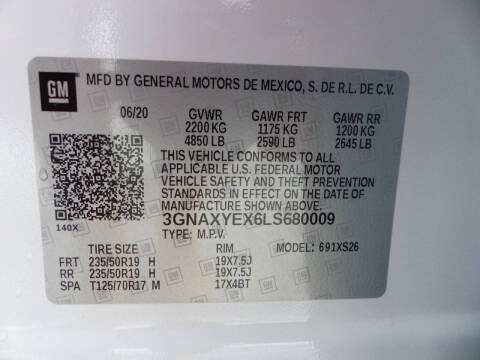 GM MFD BY GENERAL MOTORS DE MEXICO, S. DE R.L. DE C.V.
06/20 GVWR GAWR FRT GAWR RR
2200 KG 1175 KG 1200 KG
4850 LB 2590 LB 2645 LB
THIS VEHICLE CONFORMS TO ALL
APPLICABLE U.S. FEDERAL MOTOR
VEHICLE SAFETY AND THEFT PREVENTION
STANDARDS IN EFFECT ON THE DATE OF
MANUFACTURE SHOWN ABOVE.
3GNAXYEX6LS680009
140X TYPE: M.P.V. MODEL: 691XS26
TIRE SIZE RIM
FRT 235/50R19 H 19X7.5J
RR 235/50R19 H 19X7.5J
SPA T125/70R17 M 17X4BT